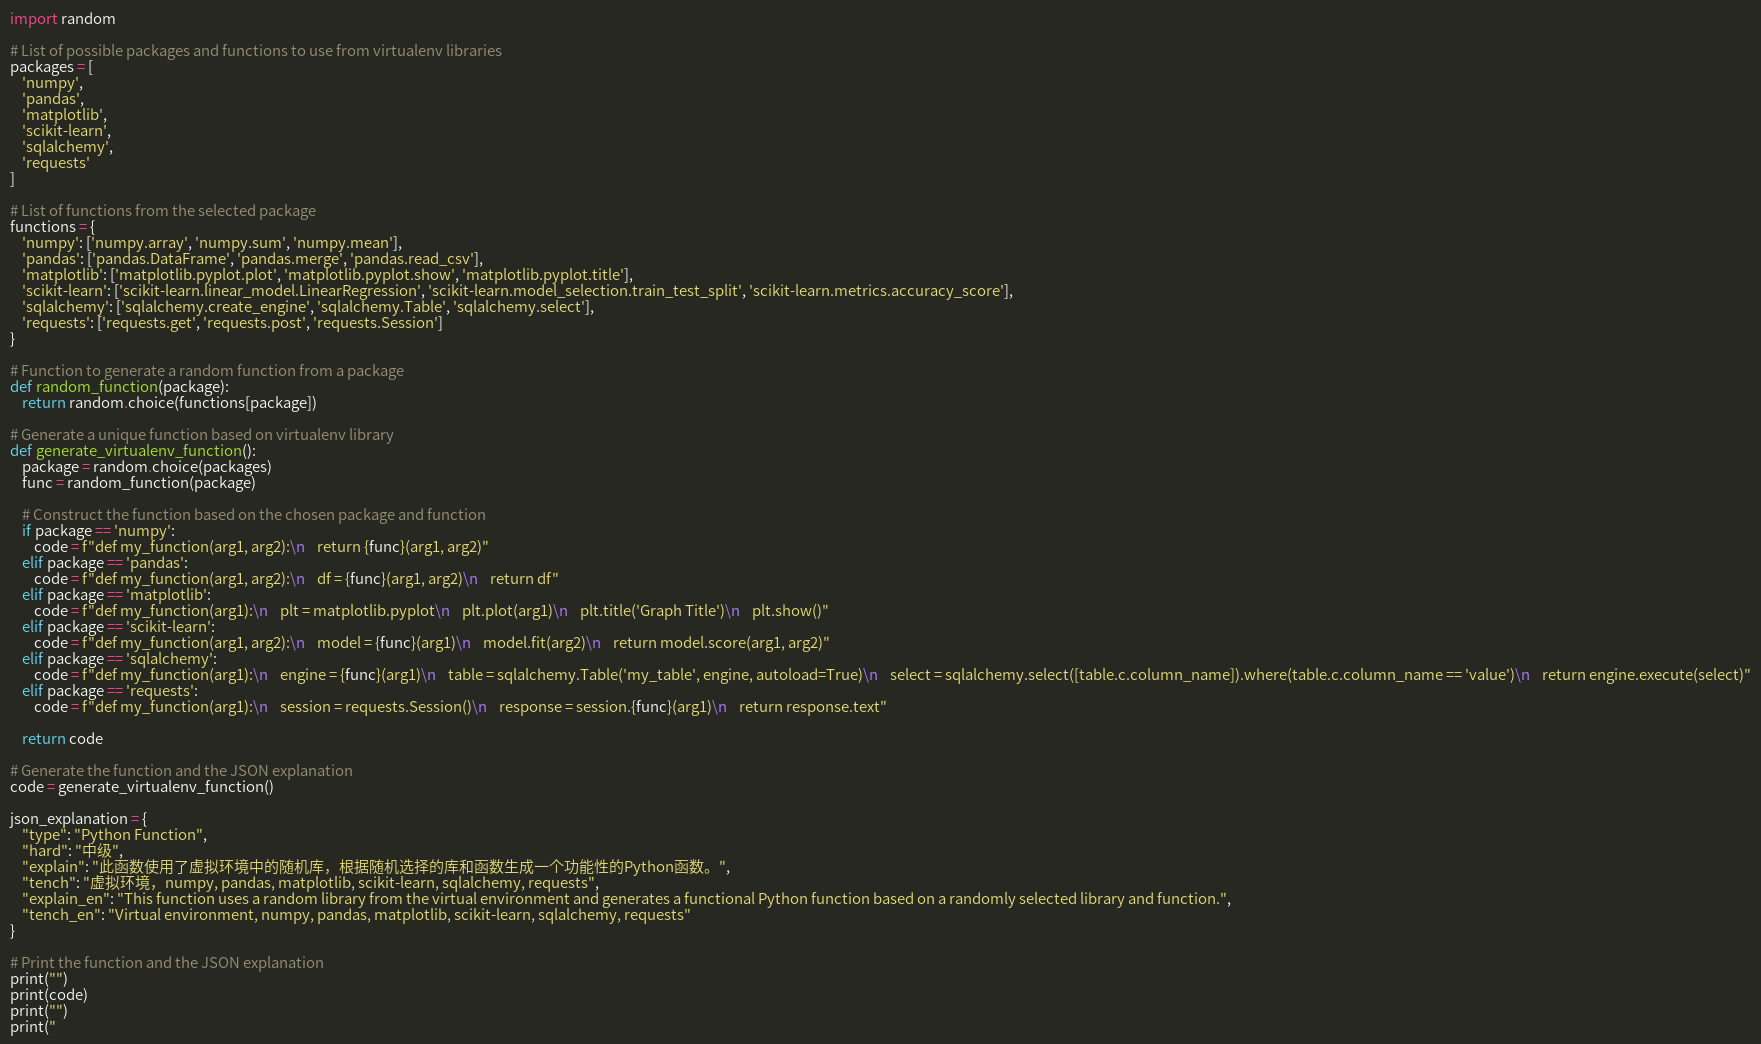 import random

# List of possible packages and functions to use from virtualenv libraries
packages = [
    'numpy',
    'pandas',
    'matplotlib',
    'scikit-learn',
    'sqlalchemy',
    'requests'
]

# List of functions from the selected package
functions = {
    'numpy': ['numpy.array', 'numpy.sum', 'numpy.mean'],
    'pandas': ['pandas.DataFrame', 'pandas.merge', 'pandas.read_csv'],
    'matplotlib': ['matplotlib.pyplot.plot', 'matplotlib.pyplot.show', 'matplotlib.pyplot.title'],
    'scikit-learn': ['scikit-learn.linear_model.LinearRegression', 'scikit-learn.model_selection.train_test_split', 'scikit-learn.metrics.accuracy_score'],
    'sqlalchemy': ['sqlalchemy.create_engine', 'sqlalchemy.Table', 'sqlalchemy.select'],
    'requests': ['requests.get', 'requests.post', 'requests.Session']
}

# Function to generate a random function from a package
def random_function(package):
    return random.choice(functions[package])

# Generate a unique function based on virtualenv library
def generate_virtualenv_function():
    package = random.choice(packages)
    func = random_function(package)

    # Construct the function based on the chosen package and function
    if package == 'numpy':
        code = f"def my_function(arg1, arg2):\n    return {func}(arg1, arg2)"
    elif package == 'pandas':
        code = f"def my_function(arg1, arg2):\n    df = {func}(arg1, arg2)\n    return df"
    elif package == 'matplotlib':
        code = f"def my_function(arg1):\n    plt = matplotlib.pyplot\n    plt.plot(arg1)\n    plt.title('Graph Title')\n    plt.show()"
    elif package == 'scikit-learn':
        code = f"def my_function(arg1, arg2):\n    model = {func}(arg1)\n    model.fit(arg2)\n    return model.score(arg1, arg2)"
    elif package == 'sqlalchemy':
        code = f"def my_function(arg1):\n    engine = {func}(arg1)\n    table = sqlalchemy.Table('my_table', engine, autoload=True)\n    select = sqlalchemy.select([table.c.column_name]).where(table.c.column_name == 'value')\n    return engine.execute(select)"
    elif package == 'requests':
        code = f"def my_function(arg1):\n    session = requests.Session()\n    response = session.{func}(arg1)\n    return response.text"

    return code

# Generate the function and the JSON explanation
code = generate_virtualenv_function()

json_explanation = {
    "type": "Python Function",
    "hard": "中级",
    "explain": "此函数使用了虚拟环境中的随机库，根据随机选择的库和函数生成一个功能性的Python函数。",
    "tench": "虚拟环境，numpy, pandas, matplotlib, scikit-learn, sqlalchemy, requests",
    "explain_en": "This function uses a random library from the virtual environment and generates a functional Python function based on a randomly selected library and function.",
    "tench_en": "Virtual environment, numpy, pandas, matplotlib, scikit-learn, sqlalchemy, requests"
}

# Print the function and the JSON explanation
print("")
print(code)
print("")
print("